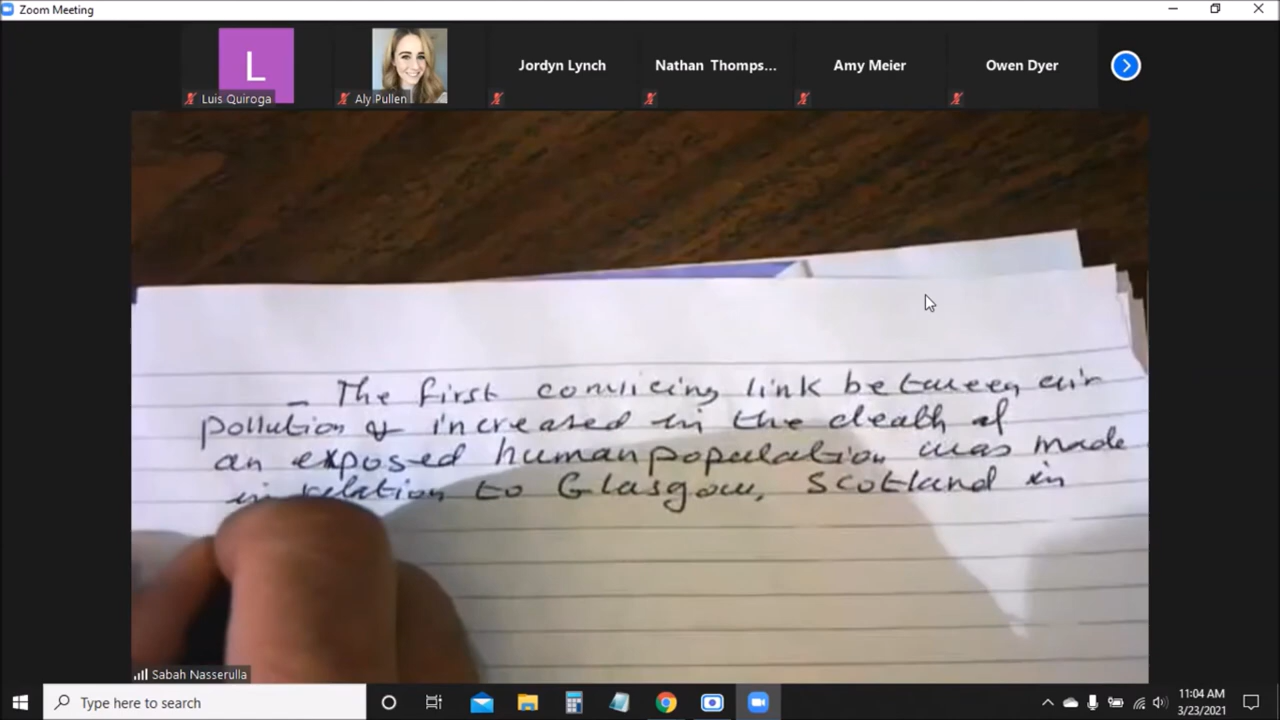 Zoom Meeting
L
Luis Quiroga
Aly Pullen
Jordyn Lynch
Nathan Thomps...
Amy Meier
Owen Dyer
- The first convicing link between air
pollution & increased in the death of
an exposed human population was made
in relation to Glasgow, Scotland in
Sabah Nasserulla
Type here to search
11:04 AM
3/23/2021